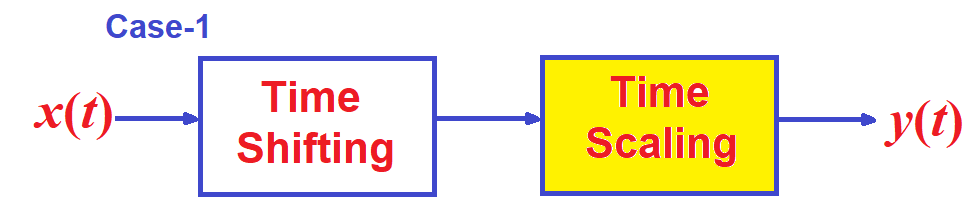 Case-1
x(t)
Time
Shifting
Time
Scaling
y(t)